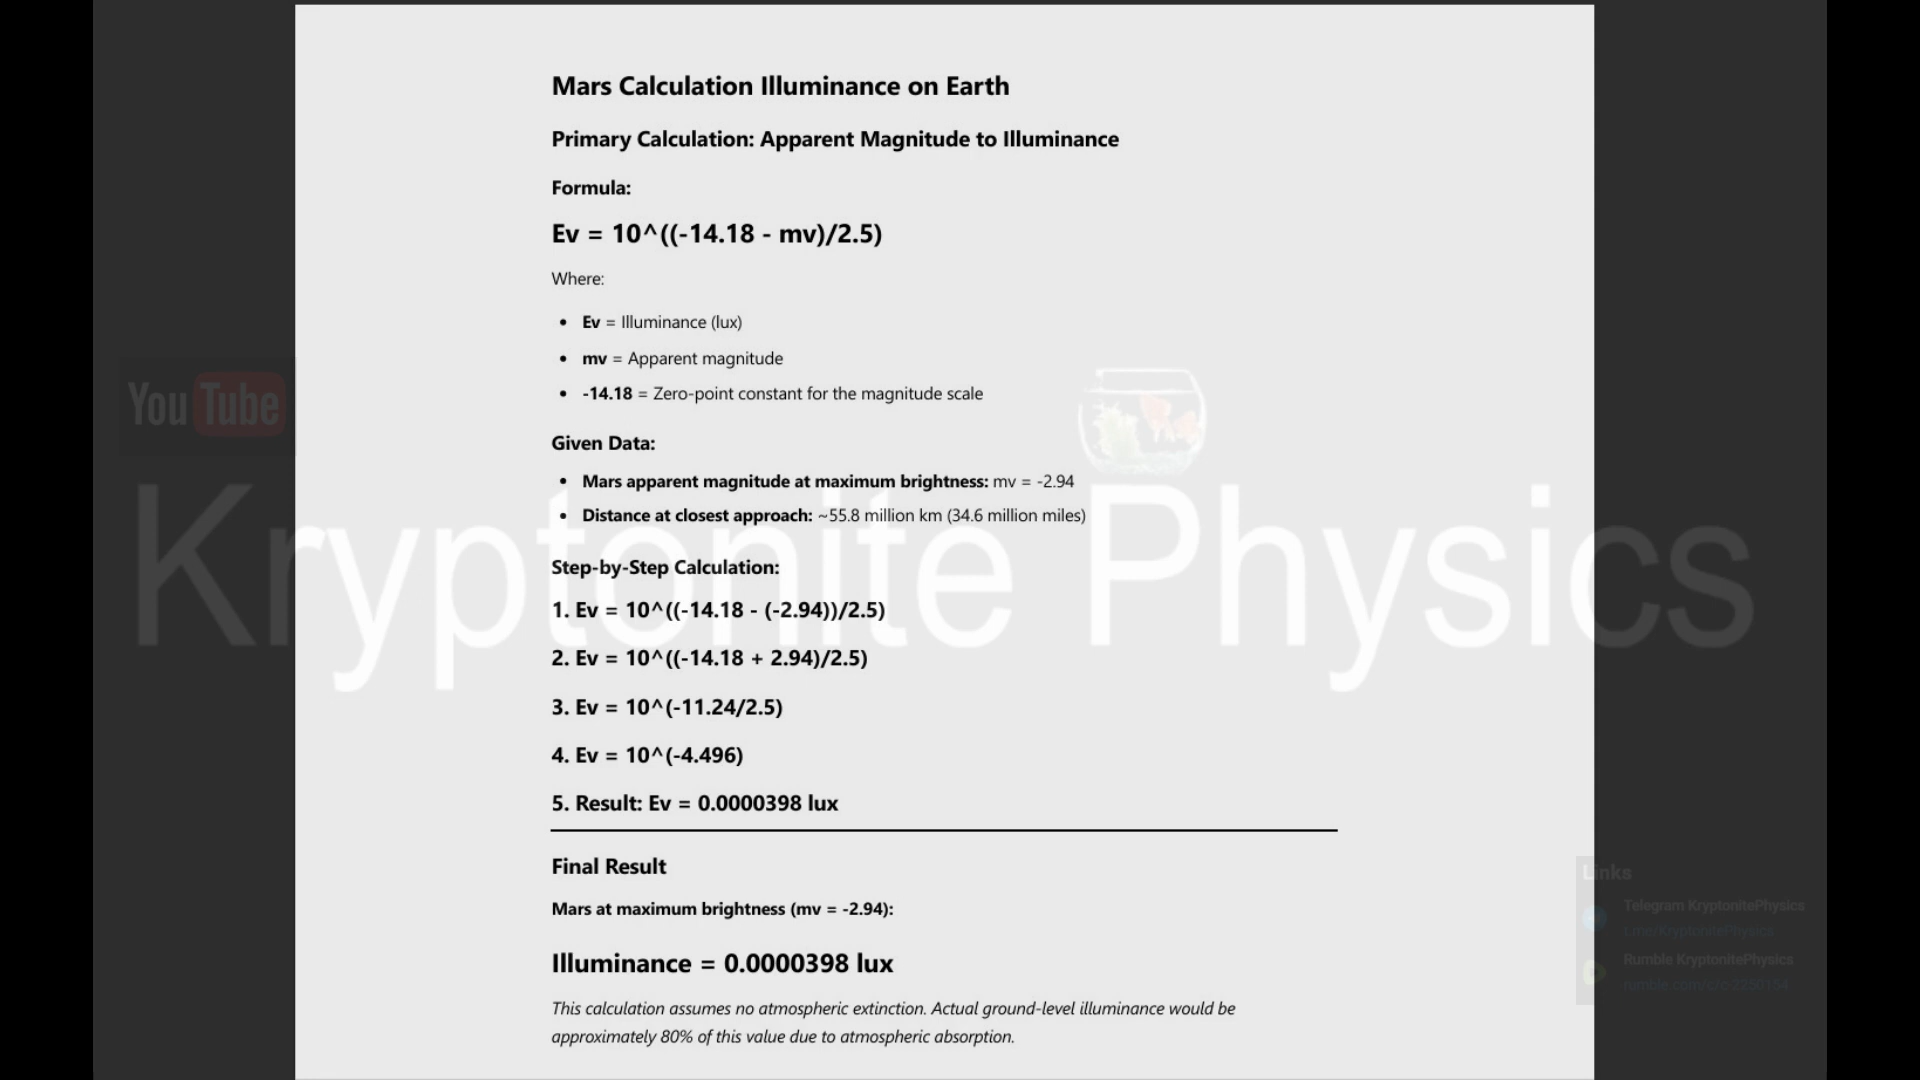 Mars Calculation Illuminance on Earth
Primary Calculation: Apparent Magnitude to Illuminance
Formula:
Ev = 10^((-14.18 - mv)/2.5)
Where:
• Ev = Illuminance (lux)
• mv = Apparent magnitude
• -14.18 = Zero-point constant for the magnitude scale
YouTube
Given Data:
• Mars apparent magnitude at maximum brightness: mv = -2.94
• Distance at closest approach: ~55.8 million km (34.6 million miles)
Kryptonite Physics
Step-by-Step Calculation:
1. Ev = 10^((-14.18 - (-2.94))/2.5)
2. Ev = 10^((-14.18 + 2.94)/2.5)
3. Ev = 10^(-11.24/2.5)
4. Ev = 10^(-4.496)
5. Result: Ev = 0.0000398 lux
Final Result
Mars at maximum brightness (mv = -2.94):
Illuminance = 0.0000398 lux
This calculation assumes no atmospheric extinction. Actual ground-level illuminance would be
approximately 80% of this value due to atmospheric absorption.
Links
Telegram KryptonitePhysics
Rumble KryptonitePhysics